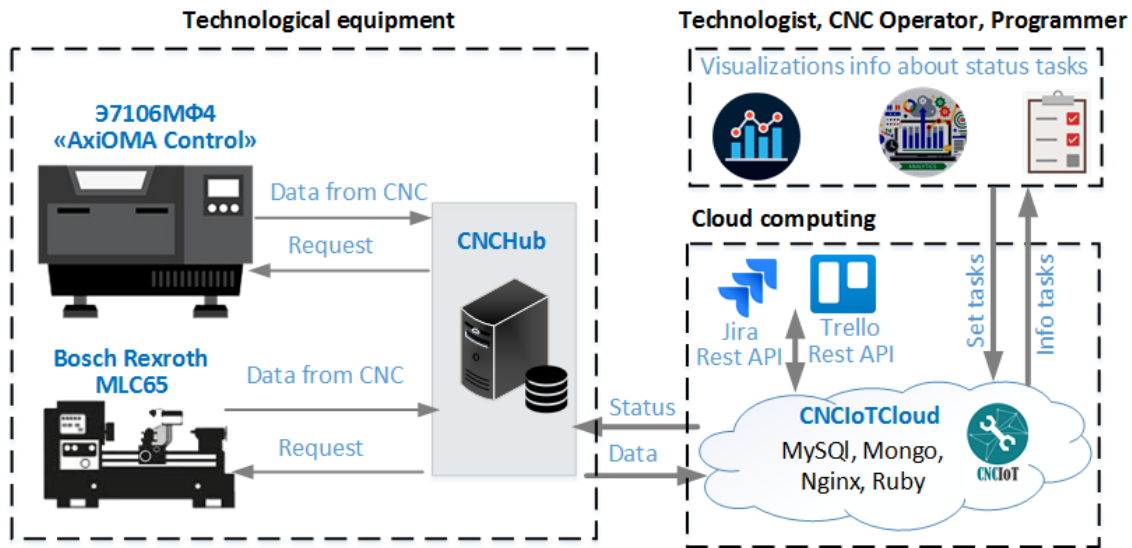 Technological equipment
Э7106МФ4
«AxiOMA Control»
Data from CNC
Request
CNCHub
Bosch Rexroth
MLC65
Data from CNC
Request
Status
Data
Technologist, CNC Operator, Programmer
Visualizations info about status tasks
ANALYTICS
Set tasks
Info tasks
Cloud computing
Jira
Rest API
Trello
Rest API
CNCIoTCloud
MySQl, Mongo,
Nginx, Ruby
CNCIoT